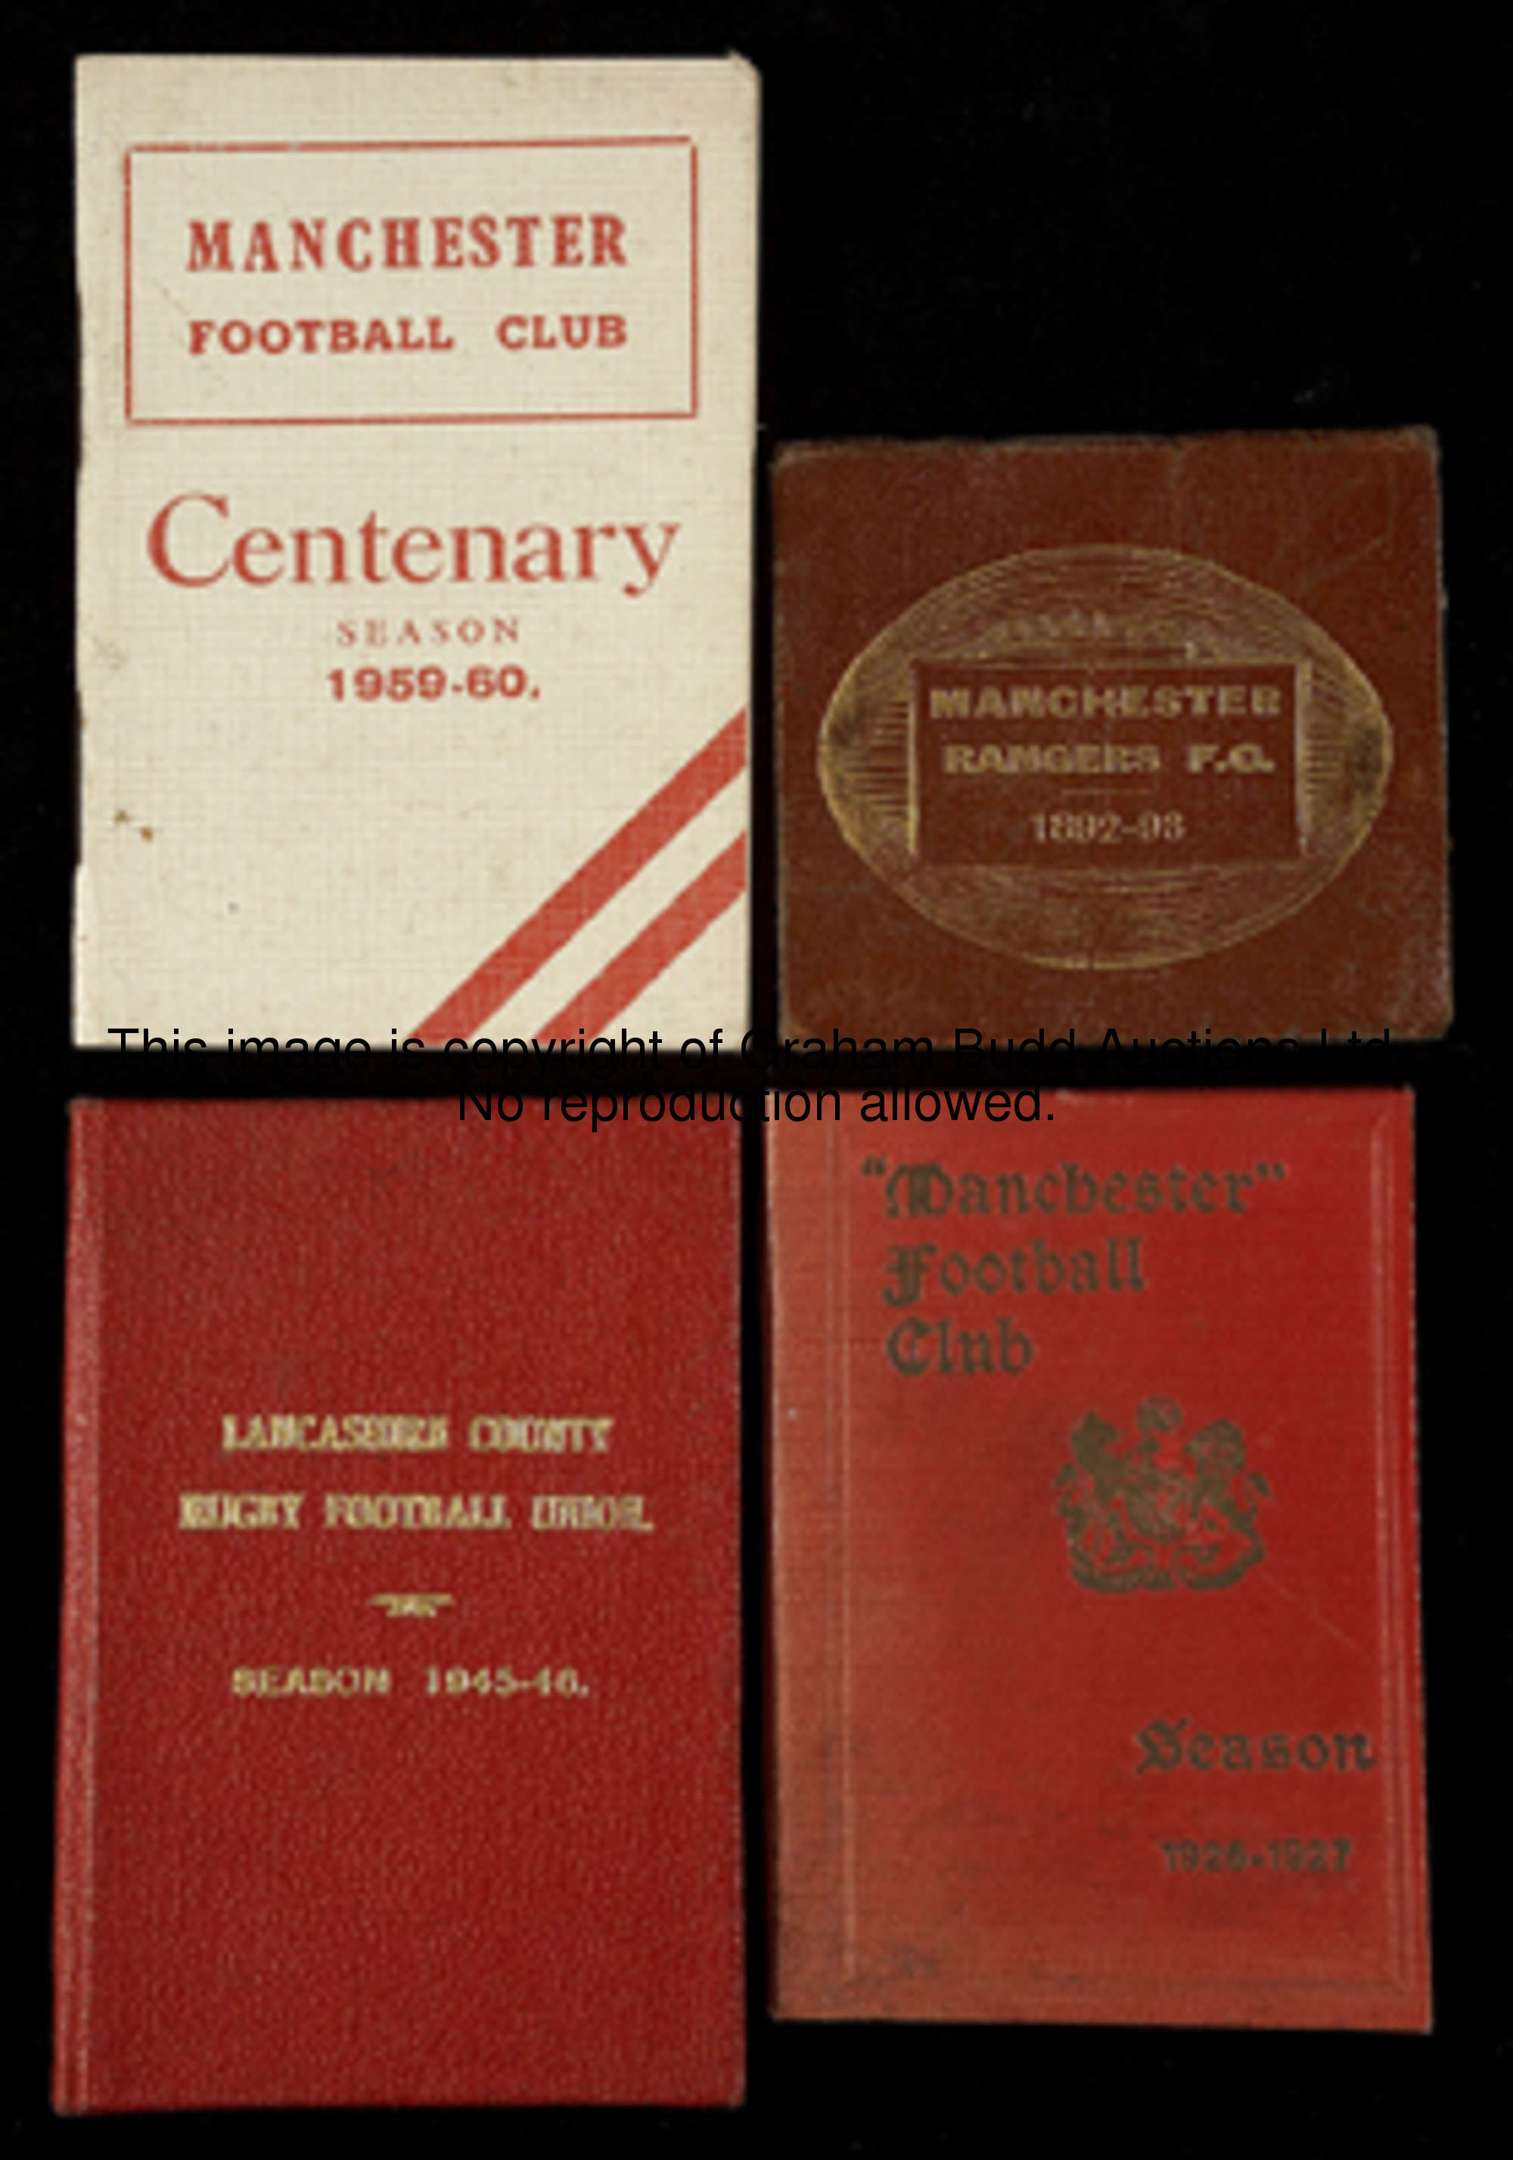 MANCHESTER
FOOTBALL CLUB
Centenary
SEASON
1959-60.
MANCHESTER
RANGERS F.C.
1892-93
This image is copyright of Graham Budd Auctions Ltd.
No reproduction allowed.
LANCASHIRE COUNTY
RUGBY FOOTBALL UNION.
SEASON 1945-46.
"Manchester"
Football
Club
Season
1926-1927